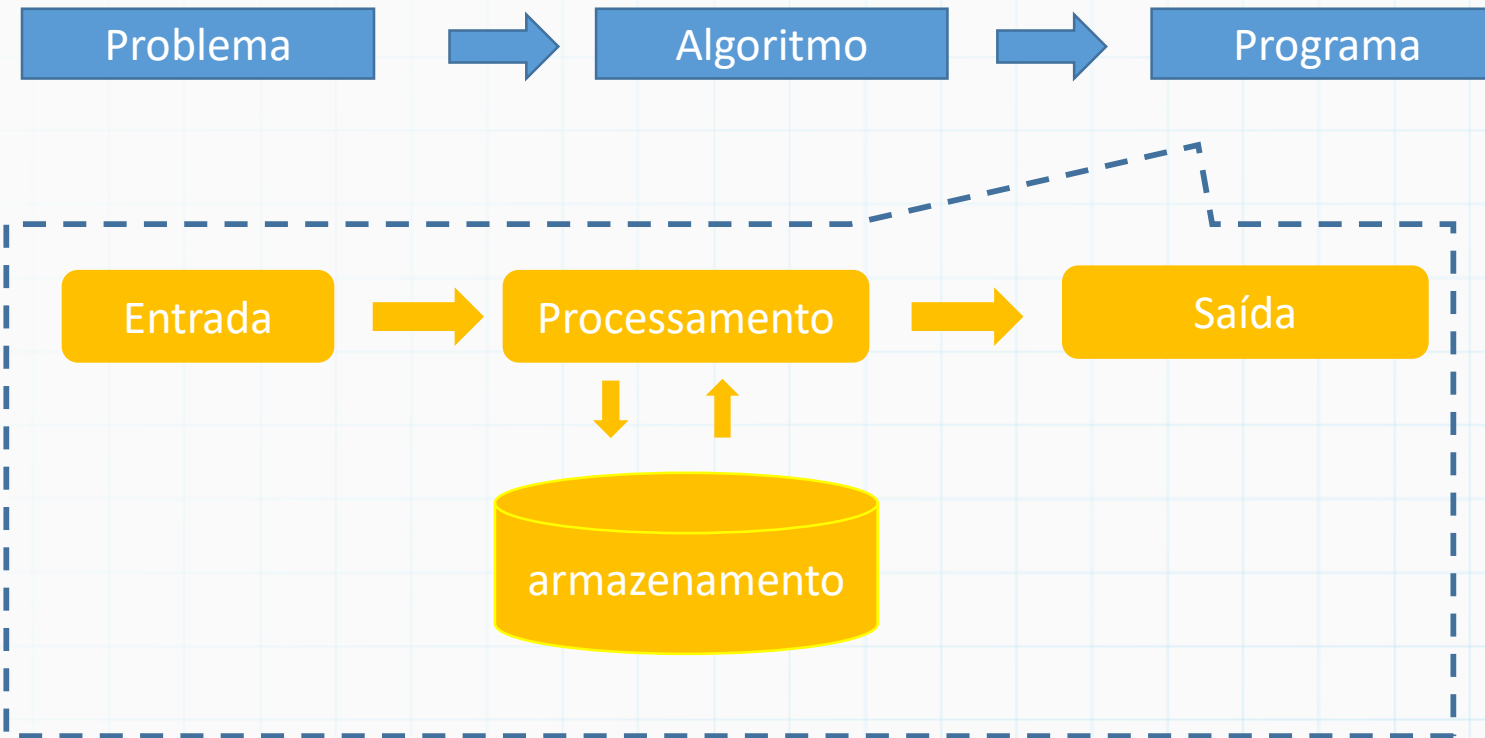 Problema
Algoritmo
Programa
Entrada
Processamento
Saída
armazenamento